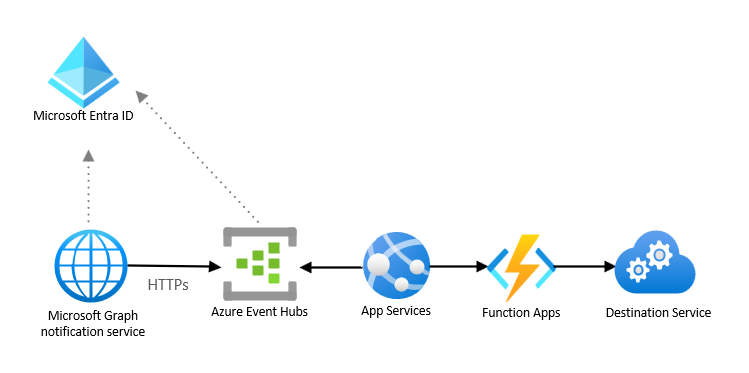 Microsoft Entra ID
HTTPs
Microsoft Graph
notification service
Azure Event Hubs
App Services
Function Apps
Destination Service